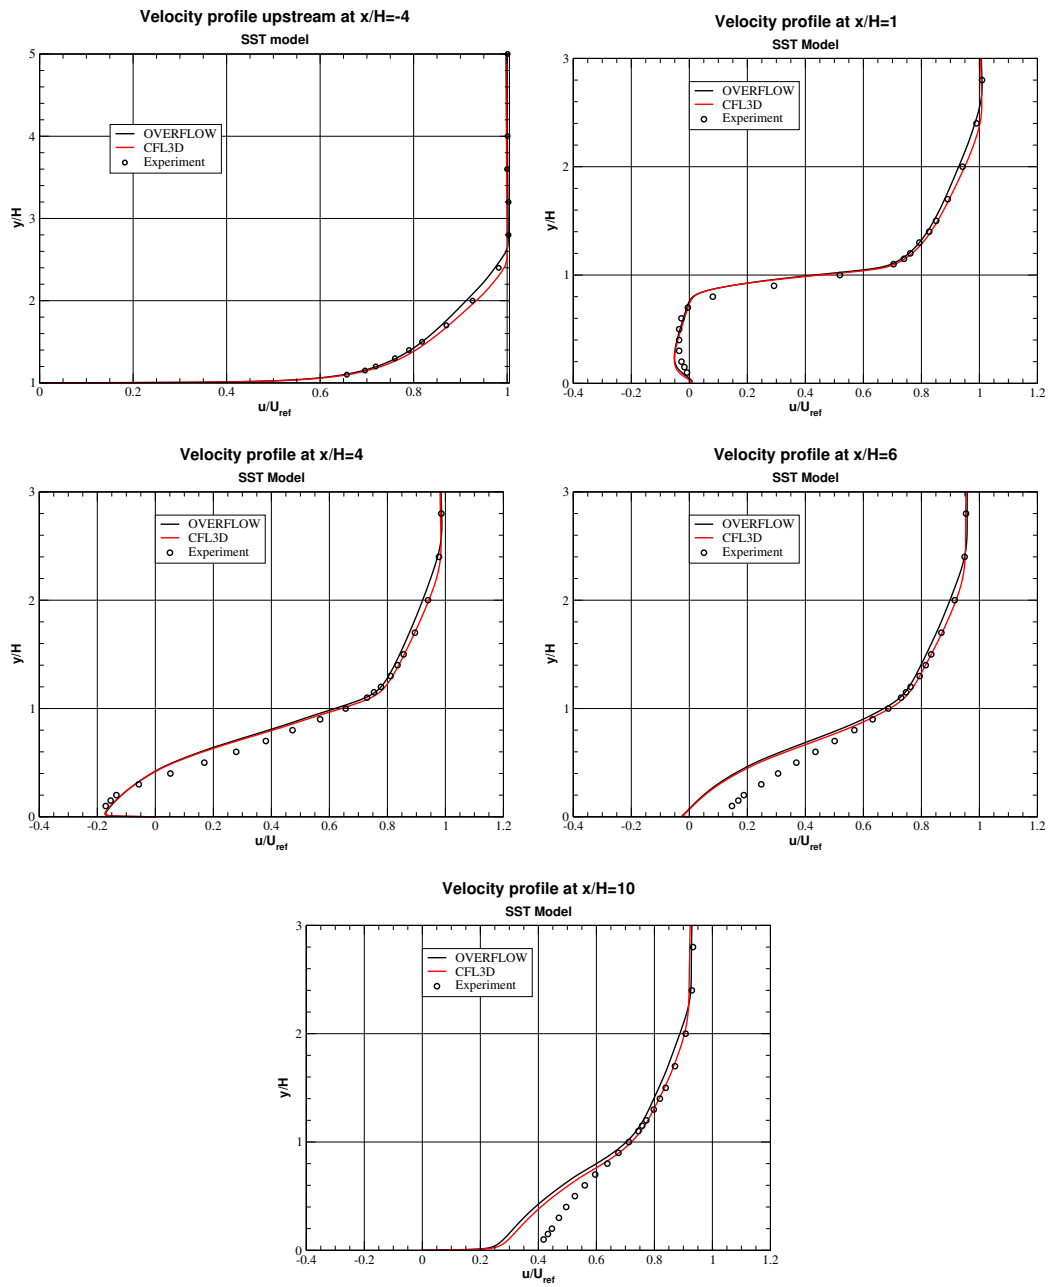 Velocity profile upstream at x/H=-4
SST model
5
4
3
2
1
y/H
OVERFLOW
CFL3D
Experiment
0 0.2 0.4 0.6 0.8 1
u/Uref
Velocity profile at x/H=1
SST Model
3
2
1
0
y/H
OVERFLOW
CFL3D
Experiment
-0.4 -0.2 0 0.2 0.4 0.6 0.8 1 1.2
u/Uref
Velocity profile at x/H=4
SST Model
3
2
1
0
y/H
OVERFLOW
CFL3D
Experiment
-0.4 -0.2 0 0.2 0.4 0.6 0.8 1 1.2
u/Uref
Velocity profile at x/H=6
SST Model
3
2
1
0
y/H
OVERFLOW
CFL3D
Experiment
-0.4 -0.2 0 0.2 0.4 0.6 0.8 1 1.2
u/Uref
Velocity profile at x/H=10
SST Model
3
2
1
0
y/H
OVERFLOW
CFL3D
Experiment
-0.4 -0.2 0 0.2 0.4 0.6 0.8 1 1.2
u/Uref